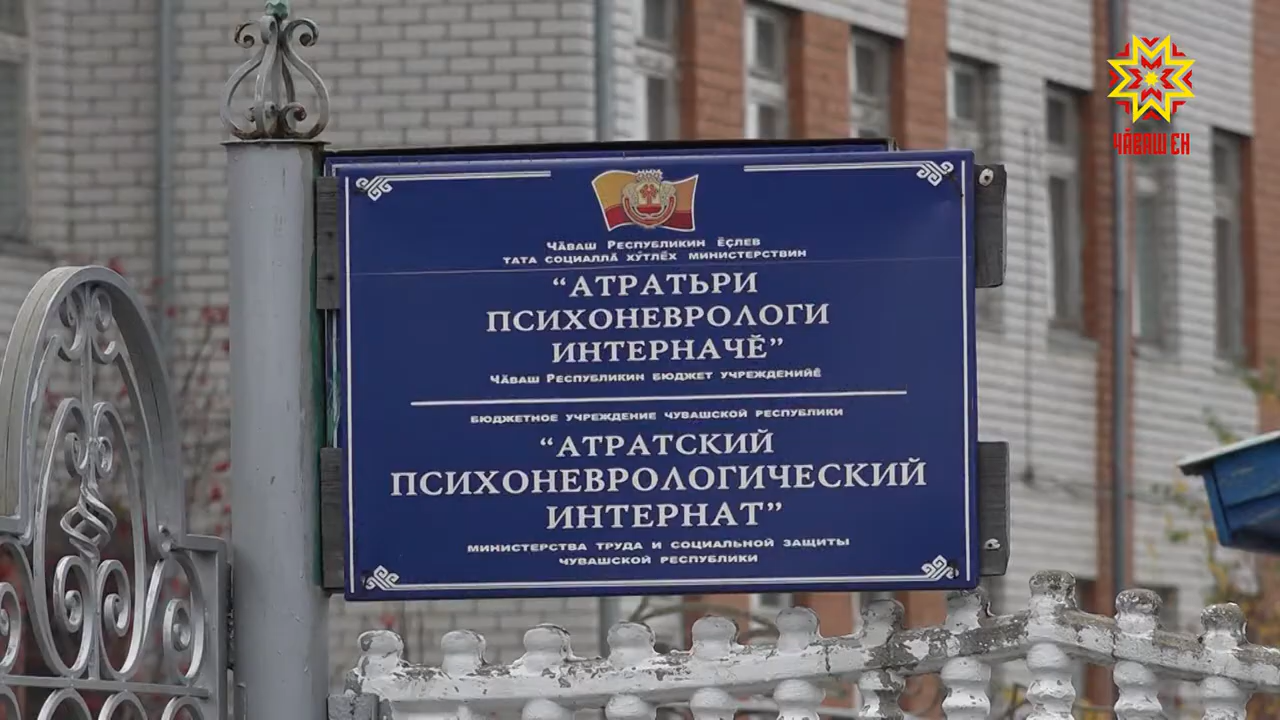 ЧӐВАШ ЕН
Чӑваш Республикин ӗҫлев
тата социаллӑ хӳтлӗх министерствин
“АТРАТЬРИ
ПСИХОНЕВРОЛОГИ
ИНТЕРНАЧӖ”
Чӑваш Республикин бюджет учрежденийӗ
БЮДЖЕТНОЕ УЧРЕЖДЕНИЕ ЧУВАШСКОЙ РЕСПУБЛИКИ
“АТРАТСКИЙ
ПСИХОНЕВРОЛОГИЧЕСКИЙ
ИНТЕРНАТ”
МИНИСТЕРСТВА ТРУДА И СОЦИАЛЬНОЙ ЗАЩИТЫ
ЧУВАШСКОЙ РЕСПУБЛИКИ